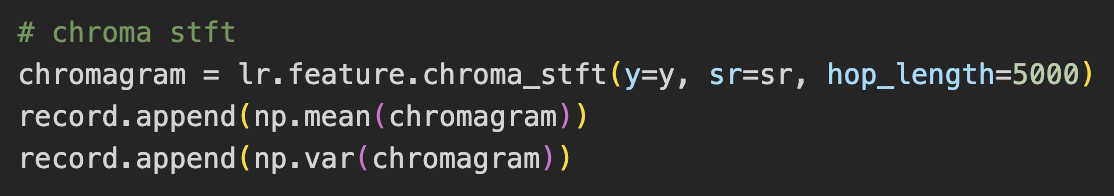 # chroma stft
chromagram = lr.feature.chroma_stft(y=y, sr=sr, hop_length=5000)
record.append(np.mean(chromagram))
record.append(np.var(chromagram))